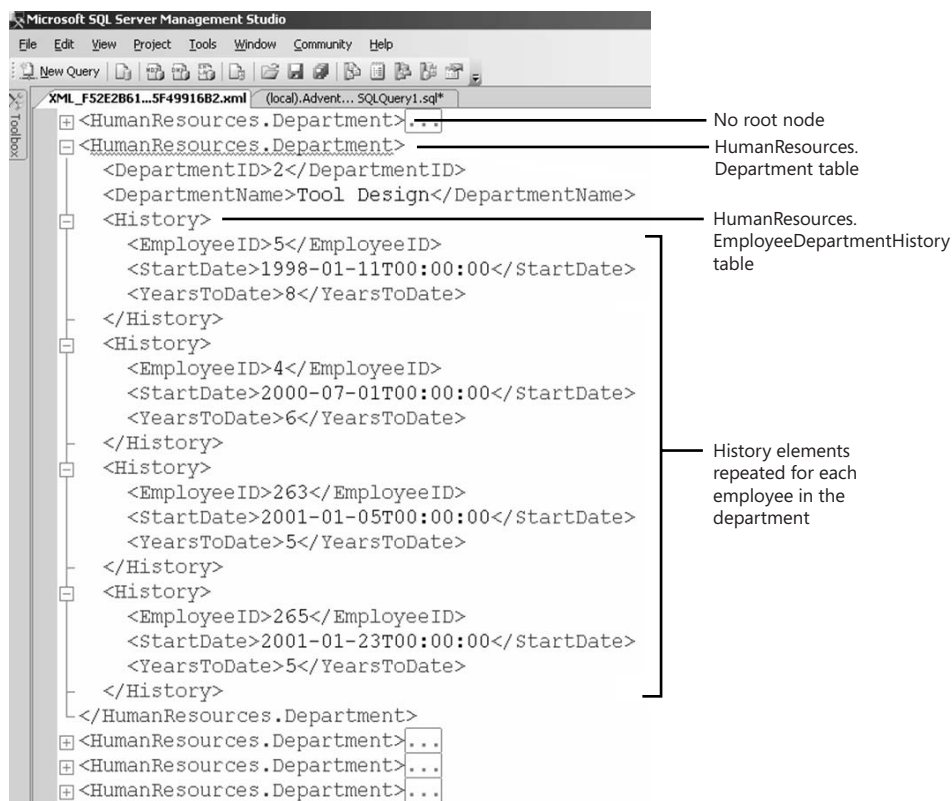 Microsoft SQL Server Management Studio
File Edit View Project Tools Window Community Help
New Query
XML_F52E2B61...5F49916B2.xml (local).Advent... SQLQuery1.sql*
Toolbox
<HumanResources.Department>...
No root node
<HumanResources.Department>
HumanResources.
Department table
<DepartmentID>2</DepartmentID>
<DepartmentName>Tool Design</DepartmentName>
<History>
HumanResources.
EmployeeDepartmentHistory
table
<EmployeeID>5</EmployeeID>
<StartDate>1998-01-11T00:00:00</StartDate>
<YearsToDate>8</YearsToDate>
</History>
<History>
<EmployeeID>4</EmployeeID>
<StartDate>2000-07-01T00:00:00</StartDate>
<YearsToDate>6</YearsToDate>
</History>
<History>
<EmployeeID>263</EmployeeID>
<StartDate>2001-01-05T00:00:00</StartDate>
<YearsToDate>5</YearsToDate>
</History>
<History>
<EmployeeID>265</EmployeeID>
<StartDate>2001-01-23T00:00:00</StartDate>
<YearsToDate>5</YearsToDate>
</History>
History elements
repeated for each
employee in the
department
</HumanResources.Department>
<HumanResources.Department>...
<HumanResources.Department>...
<HumanResources.Department>...